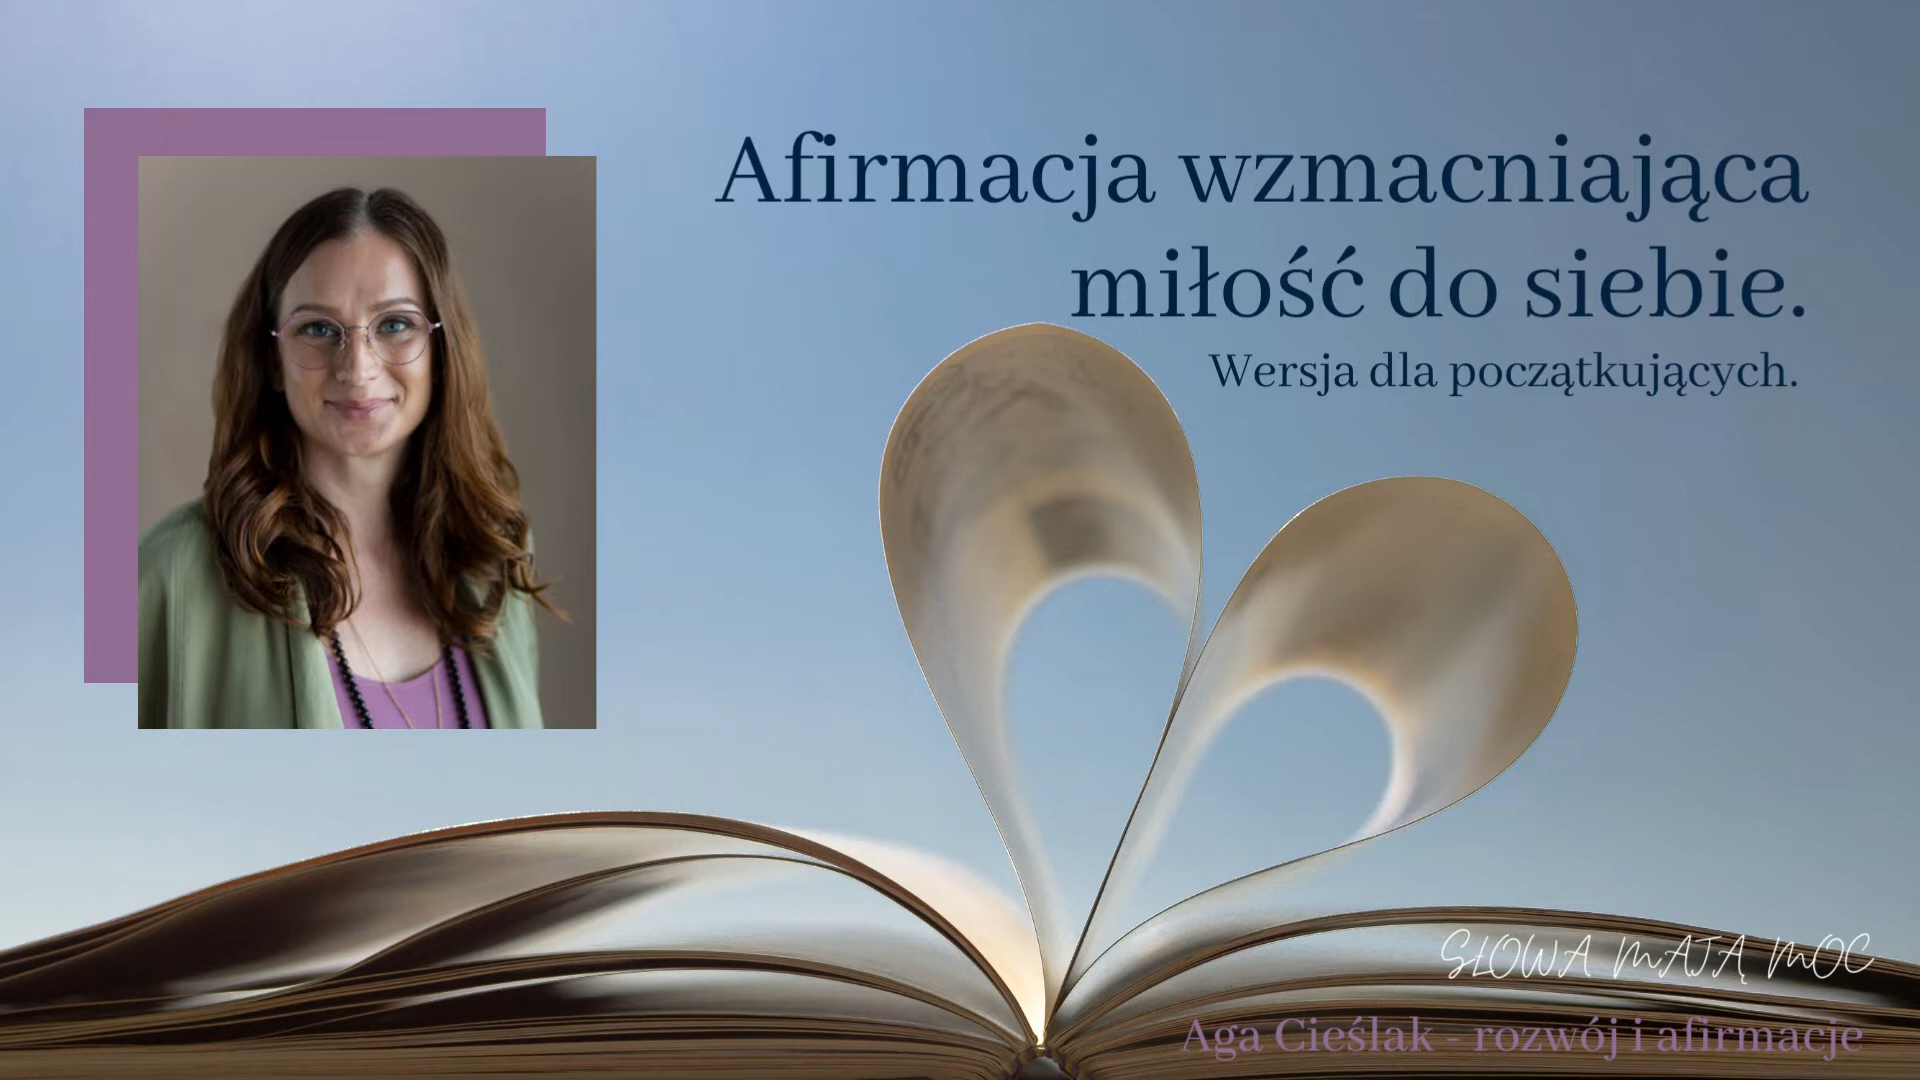 Afirmacja wzmacniająca
miłość do siebie.
Wersja dla początkujących.
SŁOWA MAJĄ MOC
Aga Cieślak - rozwój i afirmacje